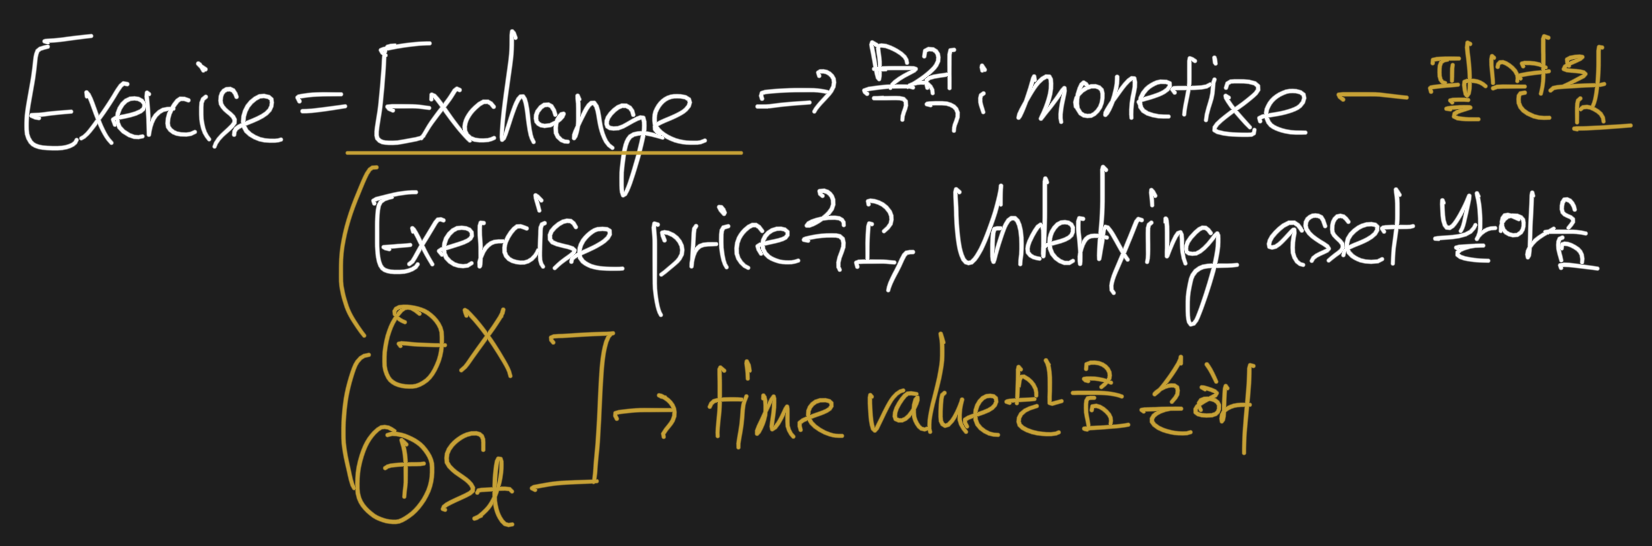 Exercise = Exchange ⇒ 목적: monetize — 팔면 됨
Exercise price 주고, Underlying asset 받아옴
⊖ X
→ time value 만큼 손해
⊕ St